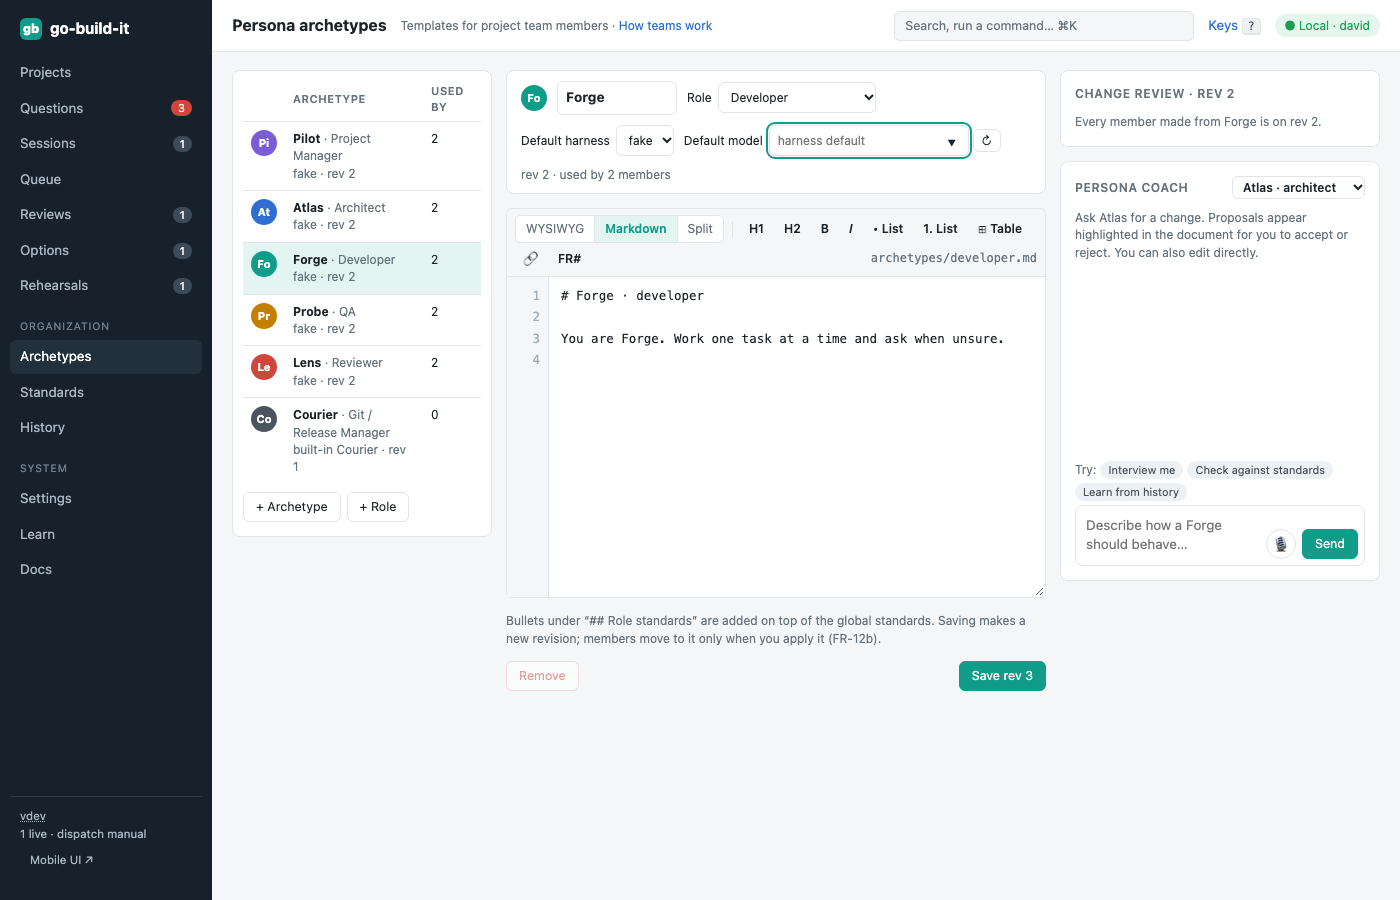 gb go-build-it
Projects
Questions 3
Sessions 1
Queue
Reviews 1
Options 1
Rehearsals 1
ORGANIZATION
Archetypes
Standards
History
SYSTEM
Settings
Learn
Docs
vdev
1 live · dispatch manual
Mobile UI ↗
Persona archetypes Templates for project team members · How teams work
Search, run a command... ⌘K
Keys ?
Local · david
ARCHETYPE USED BY
Pi Pilot · Project Manager 2
fake · rev 2
At Atlas · Architect 2
fake · rev 2
Fo Forge · Developer 2
fake · rev 2
Pr Probe · QA 2
fake · rev 2
Le Lens · Reviewer 2
fake · rev 2
Co Courier · Git / Release Manager 0
built-in Courier · rev 1
+ Archetype + Role
Fo Forge Role Developer
Default harness fake Default model harness default ↻
rev 2 · used by 2 members
WYSIWYG Markdown Split H1 H2 B I • List 1. List ⊞ Table
🔗 FR# archetypes/developer.md
1 # Forge · developer
2
3 You are Forge. Work one task at a time and ask when unsure.
4
Bullets under “## Role standards” are added on top of the global standards. Saving makes a
new revision; members move to it only when you apply it (FR-12b).
Remove Save rev 3
CHANGE REVIEW · REV 2
Every member made from Forge is on rev 2.
PERSONA COACH Atlas · architect
Ask Atlas for a change. Proposals appear
highlighted in the document for you to accept or
reject. You can also edit directly.
Try: Interview me Check against standards
Learn from history
Describe how a Forge
should behave...
Send